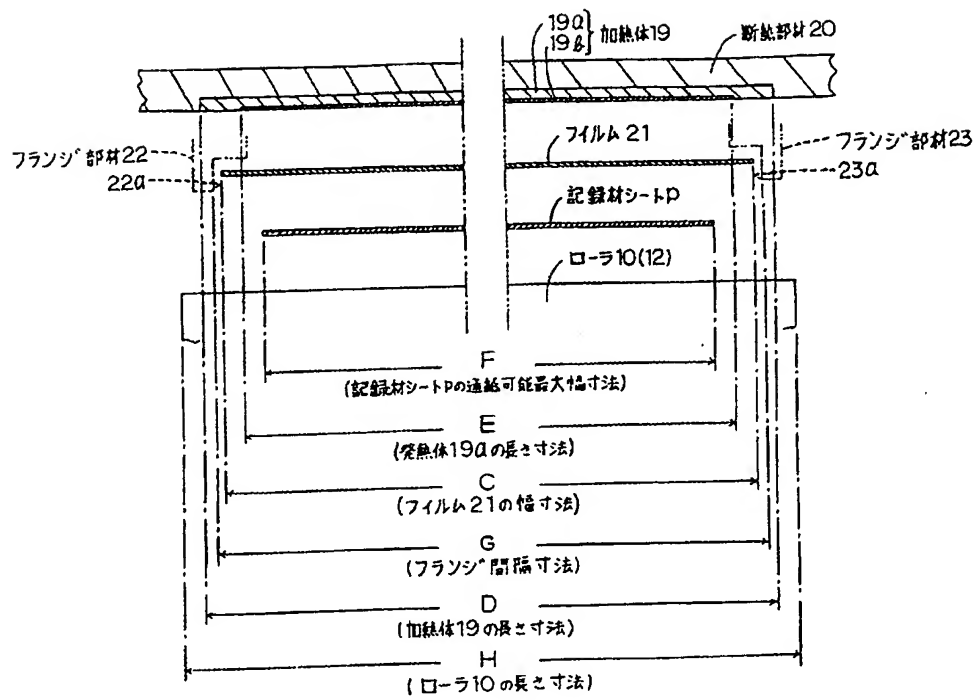 19a
19b
加熱体19
断熱部材20
フランジ部材22
22a
フイルム21
フランジ部材23
23a
記録材シートP
ローラ10(12)
F
(記録材シートPの通紙可能最大幅寸法)
E
(発熱体19aの長さ寸法)
C
(フイルム21の幅寸法)
G
(フランジ間隔寸法)
D
(加熱体19の長さ寸法)
H
(ローラ10の長さ寸法)